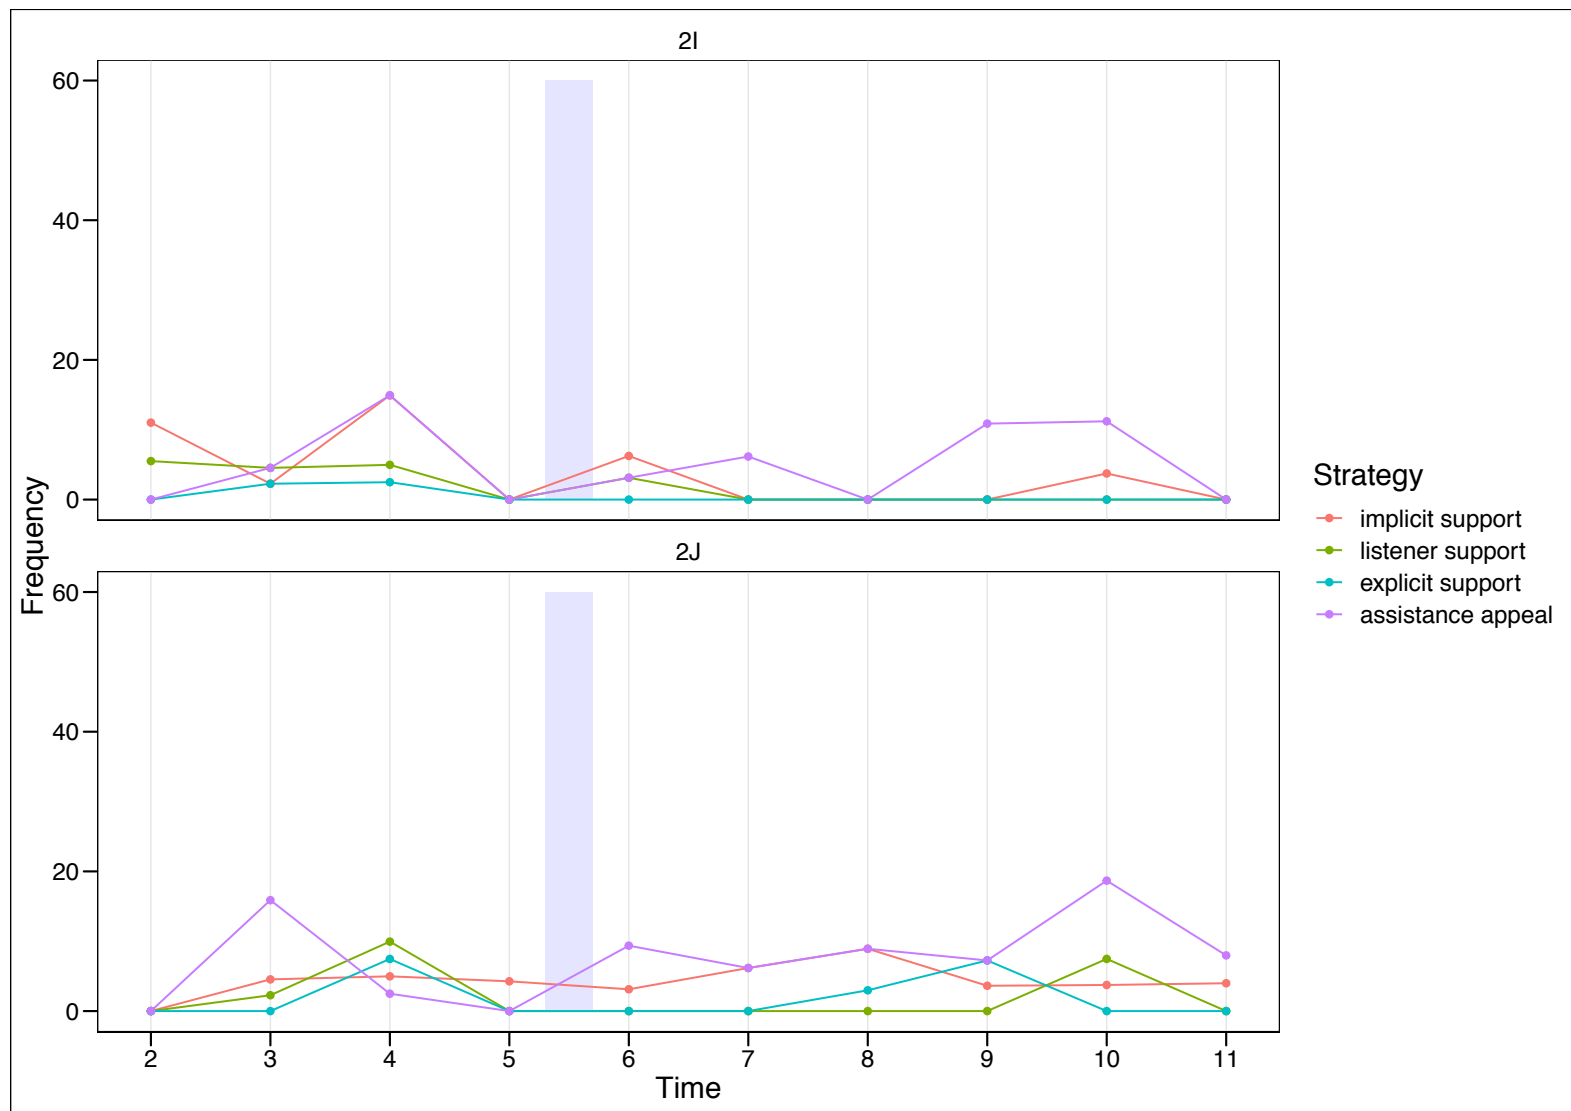 2I
60
40
20
0
2J
60
40
20
0
Frequency
2 3 4 5 6 7 8 9 10 11
Time
Strategy
implicit support
listener support
explicit support
assistance appeal